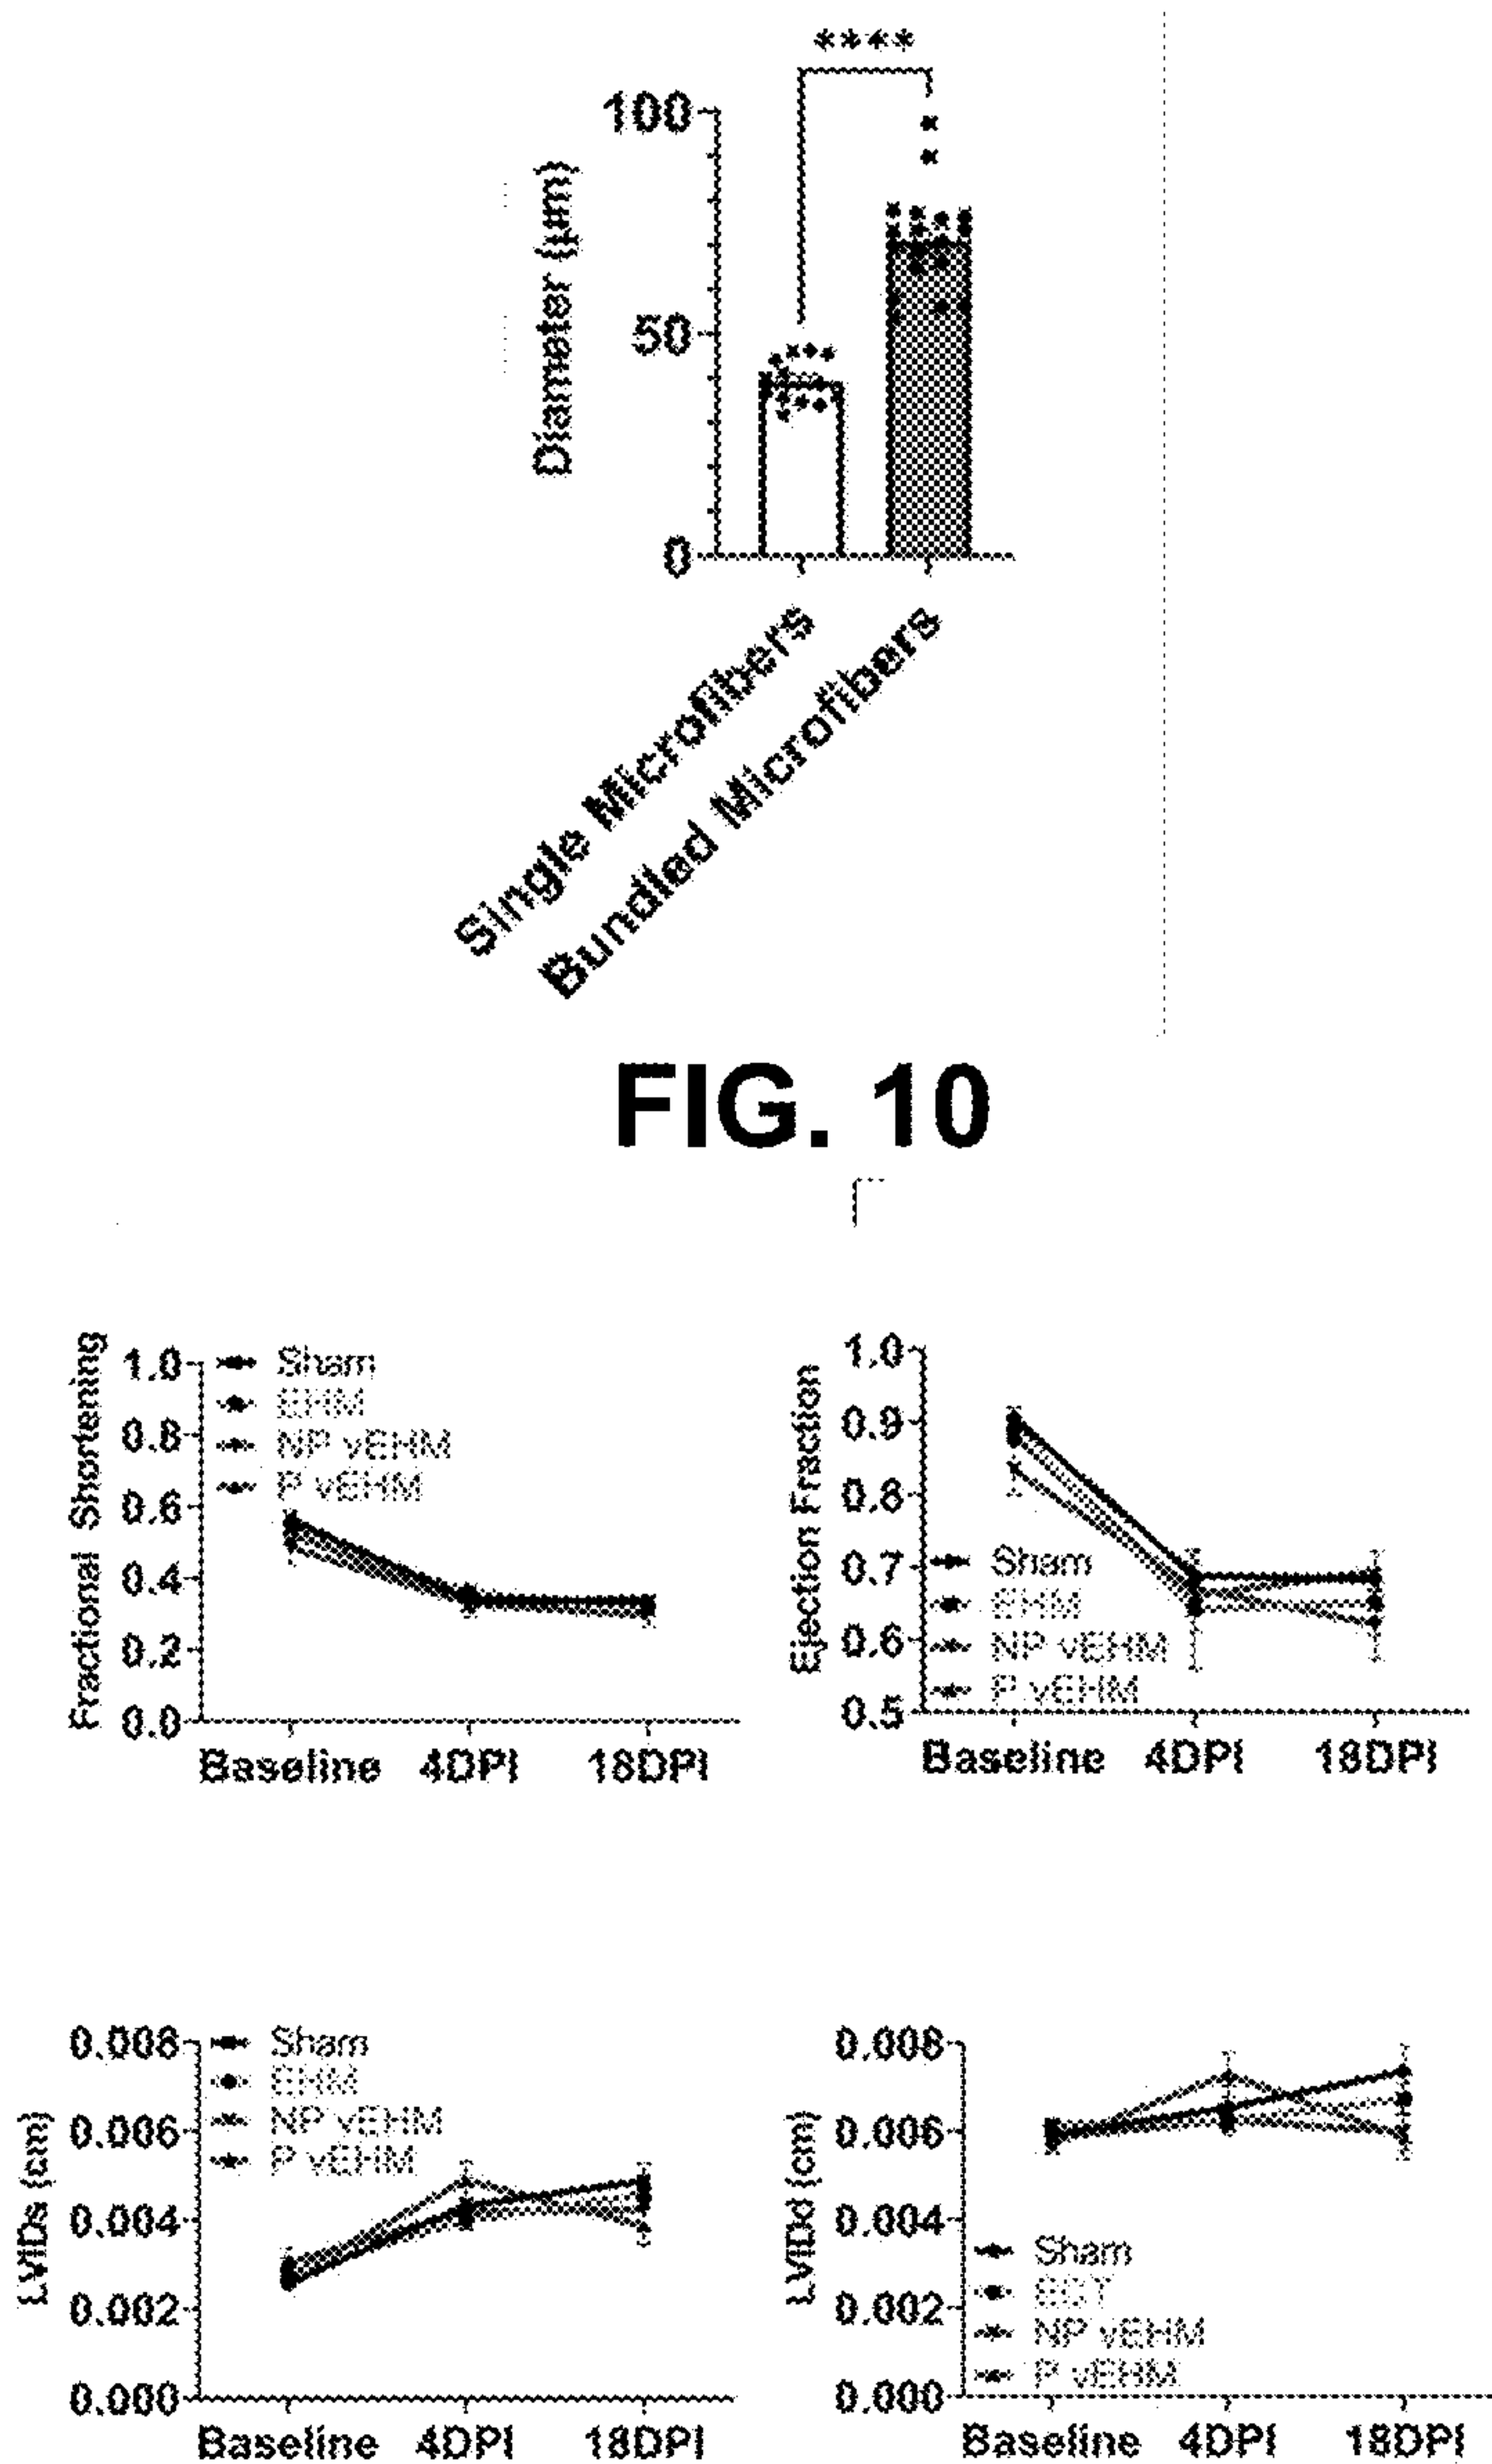 ****
100
50
0
Diameter (µm)
Single Microfibers
Bundled Microfibers
FIG. 10
Fractional Shortening
1.0
0.8
0.6
0.4
0.2
0.0
Sham
EHM
NP vEHM
P vEHM
Baseline 4DPI 18DPI
Ejection Fraction
1.0
0.9
0.8
0.7
0.6
0.5
Sham
EHM
NP vEHM
P vEHM
Baseline 4DPI 18DPI
LVIDs (cm)
0.008
0.006
0.004
0.002
0.000
Sham
EHM
NP vEHM
P vEHM
Baseline 4DPI 18DPI
LVIDd (cm)
0.008
0.006
0.004
0.002
0.000
Sham
NP vEHM
P vEHM
Baseline 4DPI 18DPI